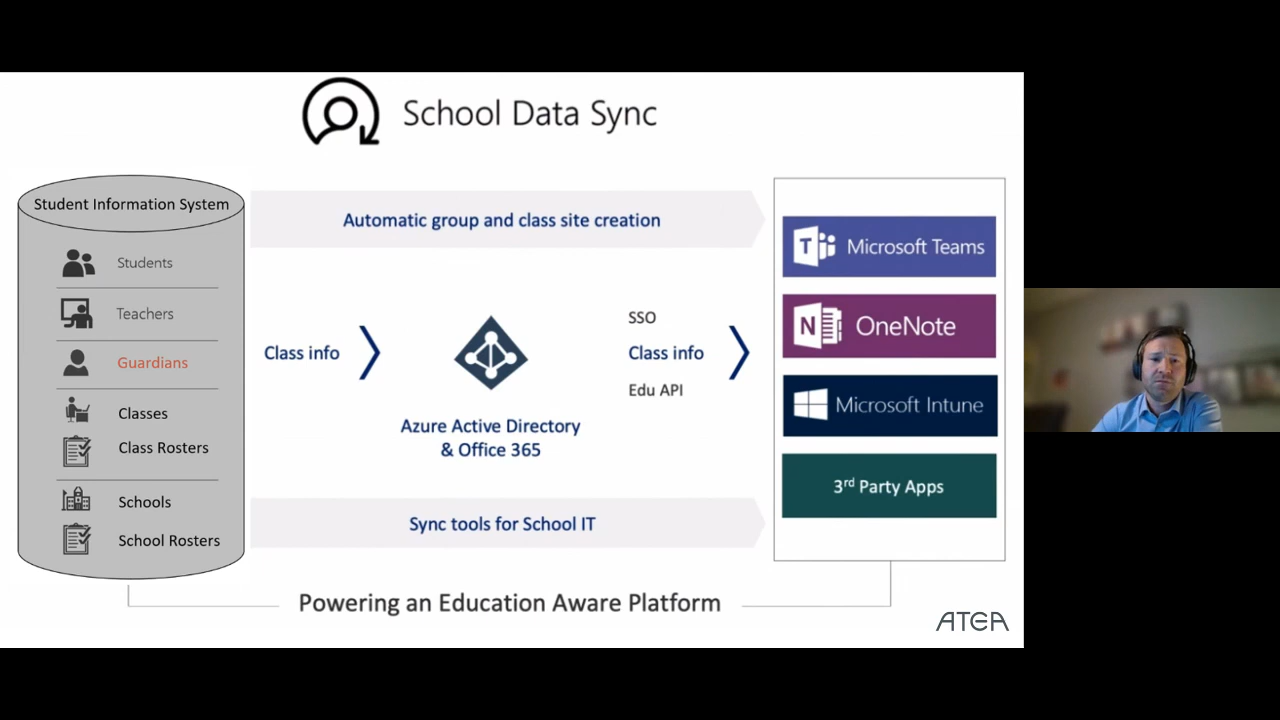 School Data Sync
Student Information System
Students
Teachers
Guardians
Classes
Class Rosters
Schools
School Rosters
Automatic group and class site creation
Class info
Azure Active Directory
& Office 365
SSO
Class info
Edu API
Sync tools for School IT
T
Microsoft Teams
N
OneNote
Microsoft Intune
3rd Party Apps
Powering an Education Aware Platform
ATEA